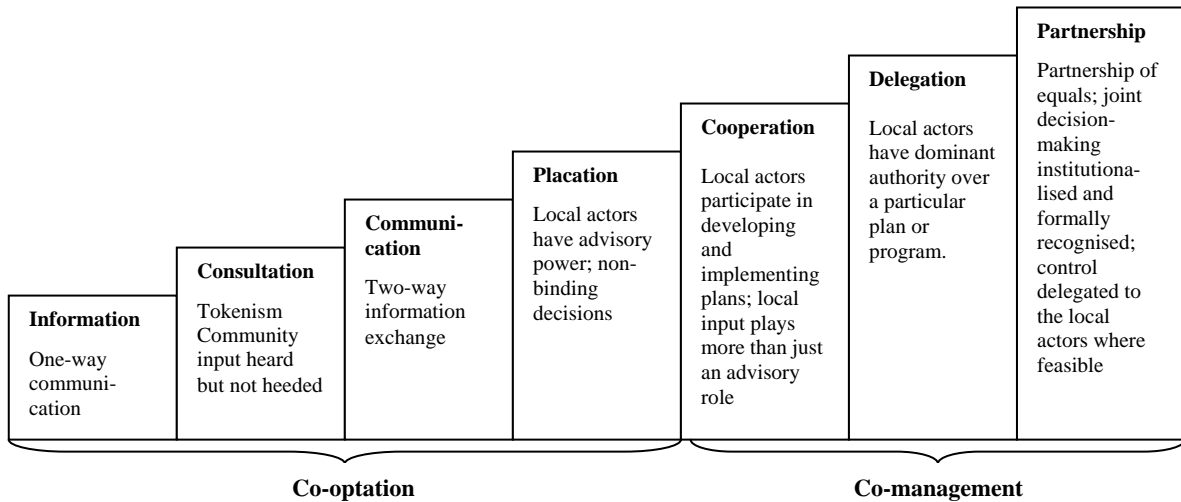 Information
One-way
communi-
cation
Consultation
Tokenism
Community
input heard
but not heeded
Communi-
cation
Two-way
information
exchange
Placation
Local actors
have advisory
power; non-
binding
decisions
Cooperation
Local actors
participate in
developing
and
implementing
plans; local
input plays
more than just
an advisory
role
Delegation
Local actors
have dominant
authority over
a particular
plan or
program.
Partnership
Partnership of
equals; joint
decision-
making
institutiona-
lised and
formally
recognised;
control
delegated to
the local
actors where
feasible
Co-optation
Co-management